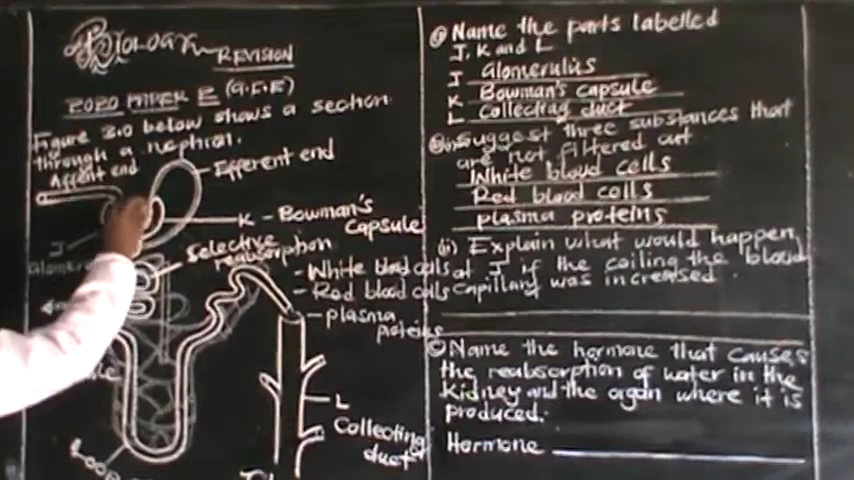 Biology
REVISION
2020 PAPER 2 (G.C.E)
Figure 2.0 below shows a section
through a nephron.
Afferent end
Efferent end
K - Bowman's
capsule
J
Selective
reabsorption
- White blood cells
- Red blood cells
- plasma
proteins
L
Collecting
duct
Name the parts labelled
J, K and L
J Glomerulus
K Bowman's capsule
L Collecting duct
Suggest three substances that
are not filtered out
White blood cells
Red blood cells
plasma proteins
(ii) Explain what would happen
at J if the coiling the blood
capillary was increased.
(c) Name the hormone that causes
the reabsorption of water in the
kidney and the organ where it is
produced.
Hormone